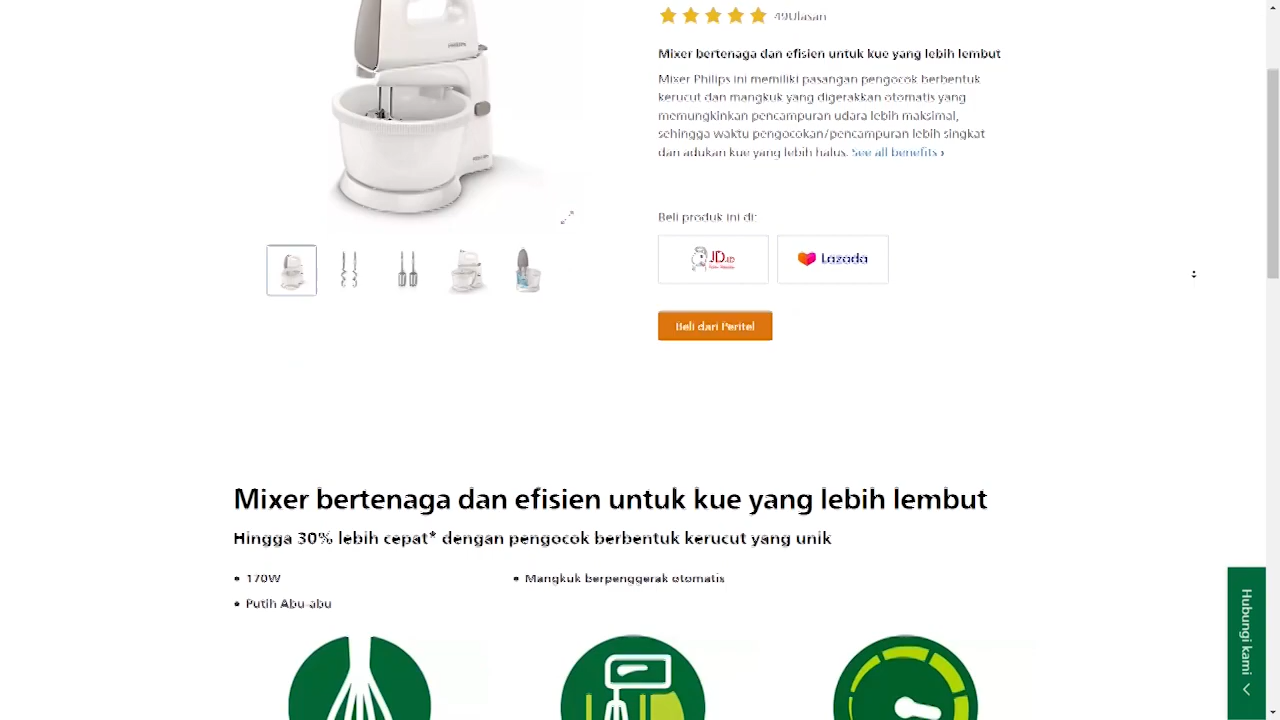 49Ulasan
Mixer bertenaga dan efisien untuk kue yang lebih lembut
Mixer Philips ini memiliki pasangan pengocok berbentuk
kerucut dan mangkuk yang digerakkan otomatis yang
memungkinkan pencampuran udara lebih maksimal,
sehingga waktu pengocokan/pencampuran lebih singkat
dan adukan kue yang lebih halus. See all benefits ›
Beli produk ini di:
JD.ID
Lazada
Beli dari Peritel
Mixer bertenaga dan efisien untuk kue yang lebih lembut
Hingga 30% lebih cepat* dengan pengocok berbentuk kerucut yang unik
• 170W
• Mangkuk berpenggerak otomatis
• Putih Abu-abu
Hubungi kami